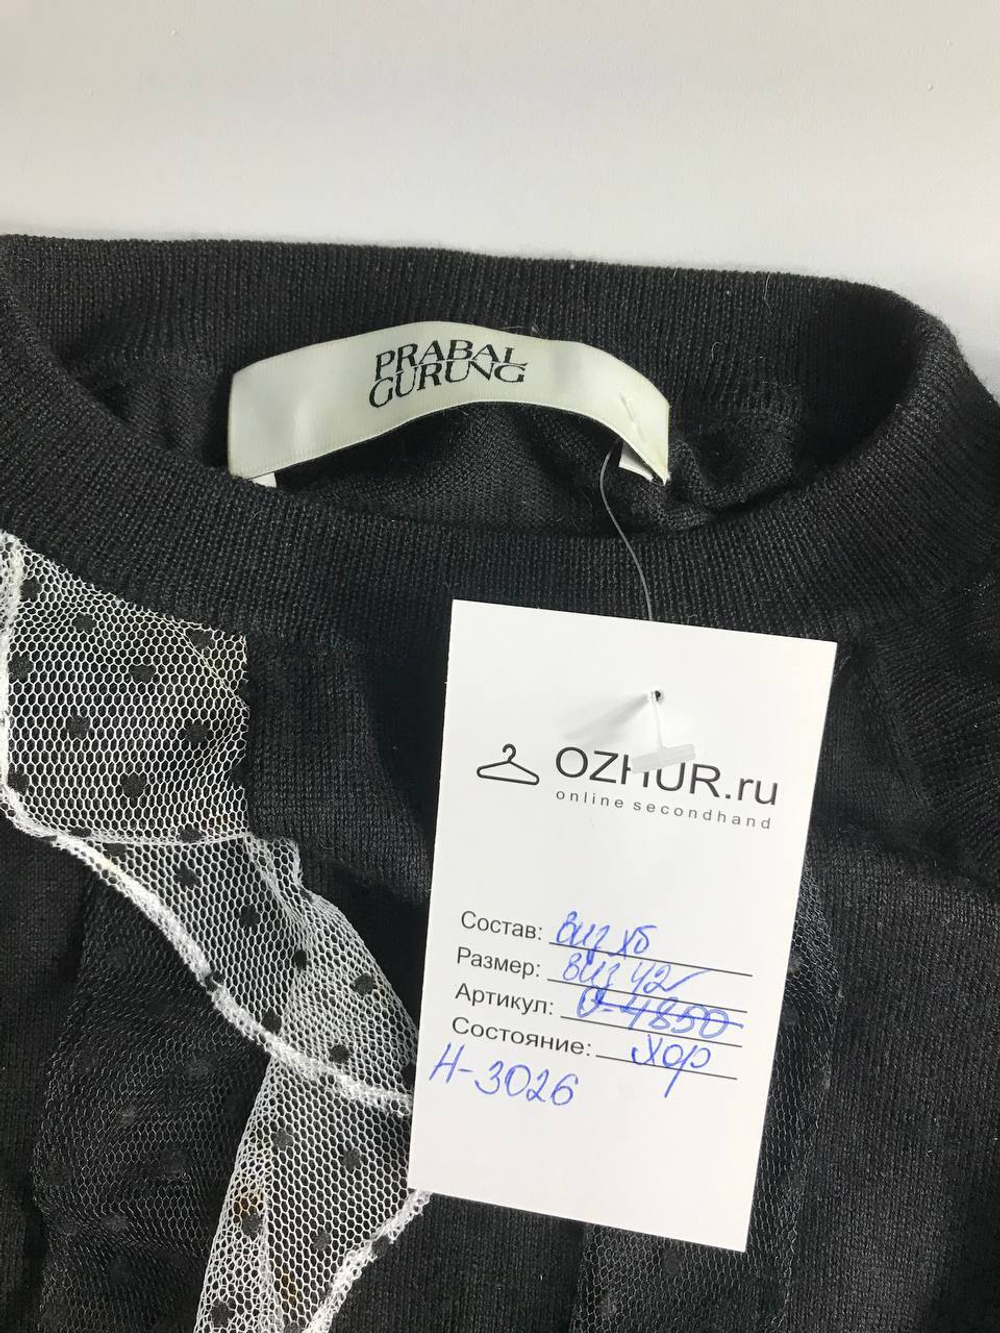 PRABAL
GURUNG
OZHUR.ru
online secondhand
Состав: виз хб
Размер: виз 42
Артикул: 0-4850
Состояние: хор
Н-3026